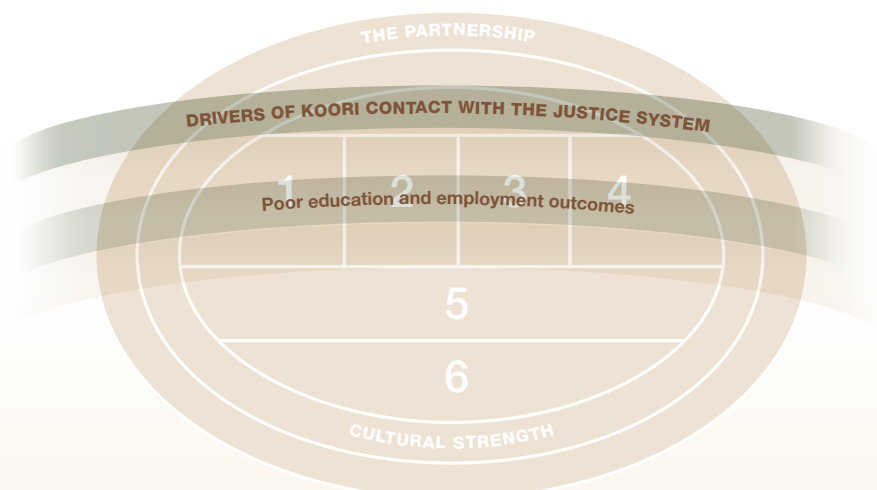 THE PARTNERSHIP
DRIVERS OF KOORI CONTACT WITH THE JUSTICE SYSTEM
1 2 3 4
Poor education and employment outcomes
5
6
CULTURAL STRENGTH